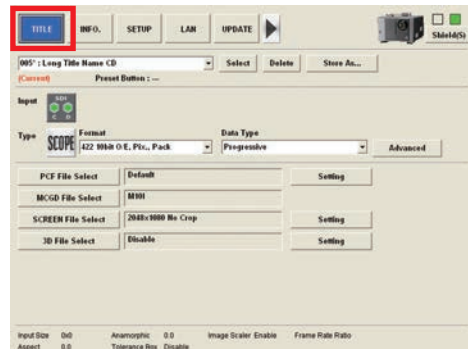 TITLE INFO. SETUP LAN UPDATE Shield(S)
005* : Long Title Name CD Select Delete Store As...
(Current) Preset Button : ---
Input SDI C D
Type SCOPE Format Data Type
422 10bit O/E, Plx., Pack Progressive Advanced
PCF File Select Default Setting
MCGD File Select M101
SCREEN File Select 2048x1080 No Crop Setting
3D File Select Disable Setting
Input Size 0x0 Anamorphic 0.0 Image Scaler Enable Frame Rate Ratio
Aspect 0.0 Tolerance Box Disable